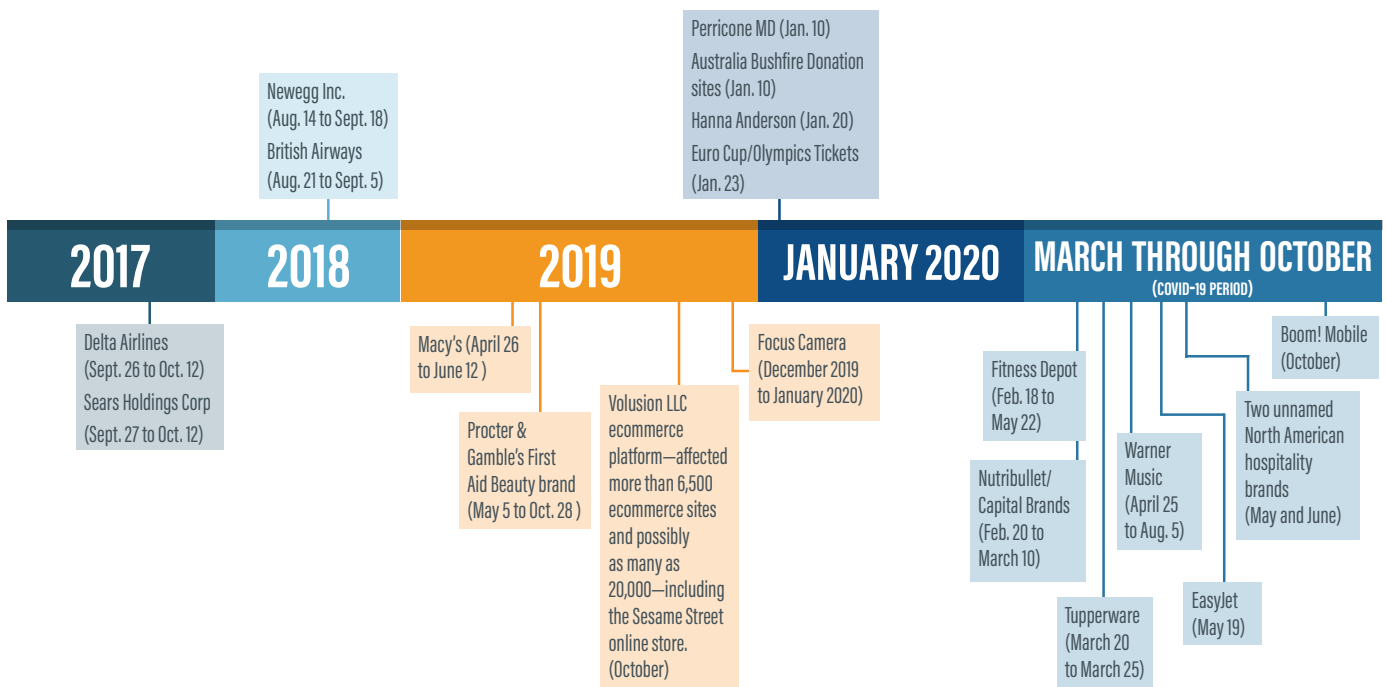 Perricone MD (Jan. 10)
Australia Bushfire Donation
sites (Jan. 10)
Hanna Anderson (Jan. 20)
Euro Cup/Olympics Tickets
(Jan. 23)
Newegg Inc.
(Aug. 14 to Sept. 18)
British Airways
(Aug. 21 to Sept. 5)
2017
2018
2019
JANUARY 2020
MARCH THROUGH OCTOBER
(COVID-19 PERIOD)
Delta Airlines
(Sept. 26 to Oct. 12)
Sears Holdings Corp
(Sept. 27 to Oct. 12)
Macy's (April 26
to June 12 )
Procter &
Gamble's First
Aid Beauty brand
(May 5 to Oct. 28 )
Volusion LLC
ecommerce
platform—affected
more than 6,500
ecommerce sites
and possibly
as many as
20,000—including
the Sesame Street
online store.
(October)
Focus Camera
(December 2019
to January 2020)
Fitness Depot
(Feb. 18 to
May 22)
Nutribullet/
Capital Brands
(Feb. 20 to
March 10)
Tupperware
(March 20
to March 25)
Warner
Music
(April 25
to Aug. 5)
EasyJet
(May 19)
Two unnamed
North American
hospitality
brands
(May and June)
Boom! Mobile
(October)